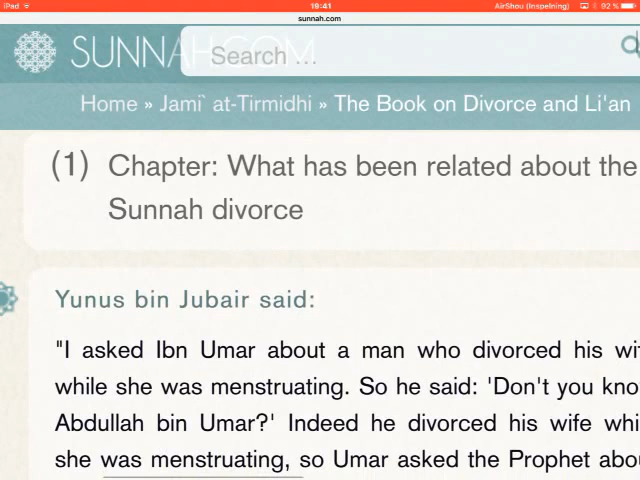 iPad 19:41 AirShou (Inspelning) 92 %
sunnah.com
SUNNAH.COM Search ...
Home » Jami` at-Tirmidhi » The Book on Divorce and Li'an
(1) Chapter: What has been related about the
Sunnah divorce
Yunus bin Jubair said:
"I asked Ibn Umar about a man who divorced his
while she was menstruating. So he said: 'Don't you
Abdullah bin Umar?' Indeed he divorced his wife
she was menstruating, so Umar asked the Prophet